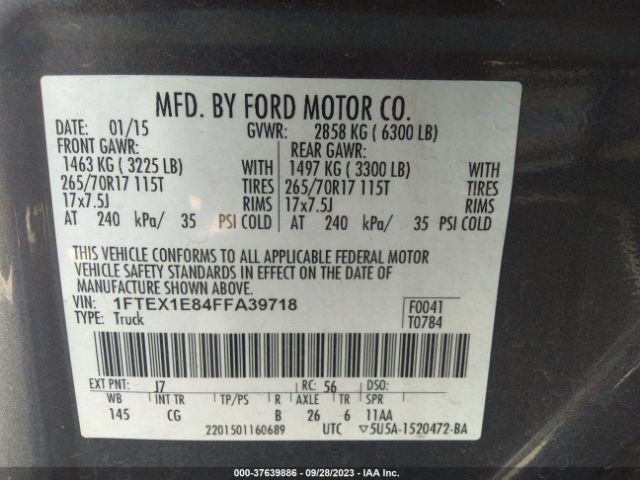 MFD. BY FORD MOTOR CO.
DATE: 01/15 GVWR: 2858 KG ( 6300 LB)
FRONT GAWR: REAR GAWR:
1463 KG ( 3225 LB) WITH 1497 KG ( 3300 LB) WITH
265/70R17 115T TIRES 265/70R17 115T TIRES
17x7.5J RIMS 17x7.5J RIMS
AT 240 kPa/ 35 PSI COLD AT 240 kPa/ 35 PSI COLD
THIS VEHICLE CONFORMS TO ALL APPLICABLE FEDERAL MOTOR
VEHICLE SAFETY STANDARDS IN EFFECT ON THE DATE OF
MANUFACTURE SHOWN ABOVE.
VIN: 1FTEX1E84FFA39718 F0041
TYPE: Truck T0784
EXT PNT: J7 RC: 56 DSO:
WB INT TR TP/PS R AXLE TR SPR
145 CG B 26 6 11AA
2201501160689 UTC ▽5U5A-1520472-BA
000-37639886 - 09/28/2023 - IAA